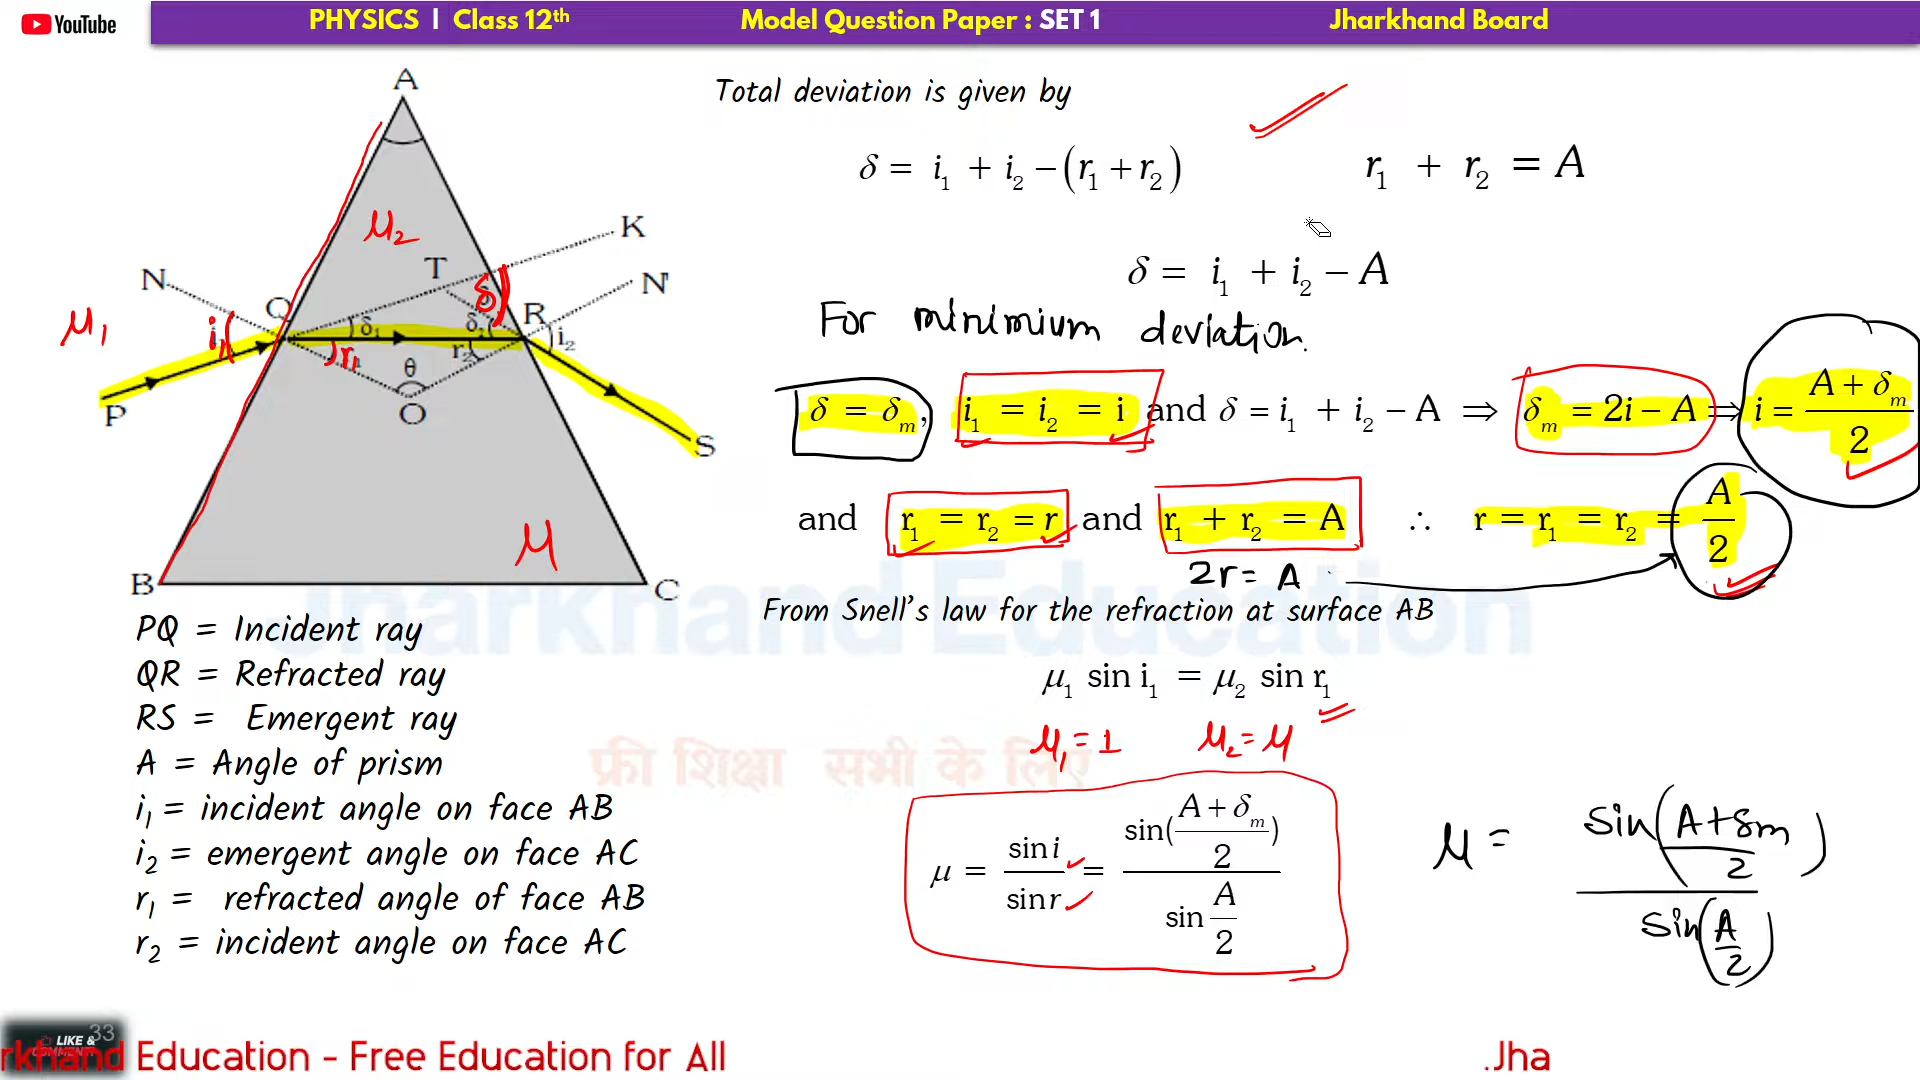 YouTube
PHYSICS | Class 12th Model Question Paper : SET 1 Jharkhand Board
A
μ₂
K
T
N
N'
Q
δ
R
μ₁
i₁
δ₁
δ₂
i₂
r₁
r₂
θ
P
O
S
μ
B
C
PQ = Incident ray
QR = Refracted ray
RS = Emergent ray
A = Angle of prism
i₁ = incident angle on face AB
i₂ = emergent angle on face AC
r₁ = refracted angle of face AB
r₂ = incident angle on face AC
Total deviation is given by
δ = i₁ + i₂ – (r₁ + r₂) r₁ + r₂ = A
δ = i₁ + i₂ – A
For minimium deviation.
δ = δₘ, i₁ = i₂ = i and δ = i₁ + i₂ – A ⇒ δₘ = 2i – A ⇒ i = (A + δₘ)/2
and r₁ = r₂ = r and r₁ + r₂ = A ∴ r = r₁ = r₂ = A/2
2r = A
Jharkhand Education
From Snell's law for the refraction at surface AB
μ₁ sin i₁ = μ₂ sin r₁
μ₁ = 1 μ₂ = μ
फ्री शिक्षा सभी के लिए
μ = sin i / sin r = sin((A + δₘ)/2) / sin A/2
μ = sin((A + δm)/2) / sin(A/2)
33
LIKE &
rkhand Education - Free Education for All .Jha